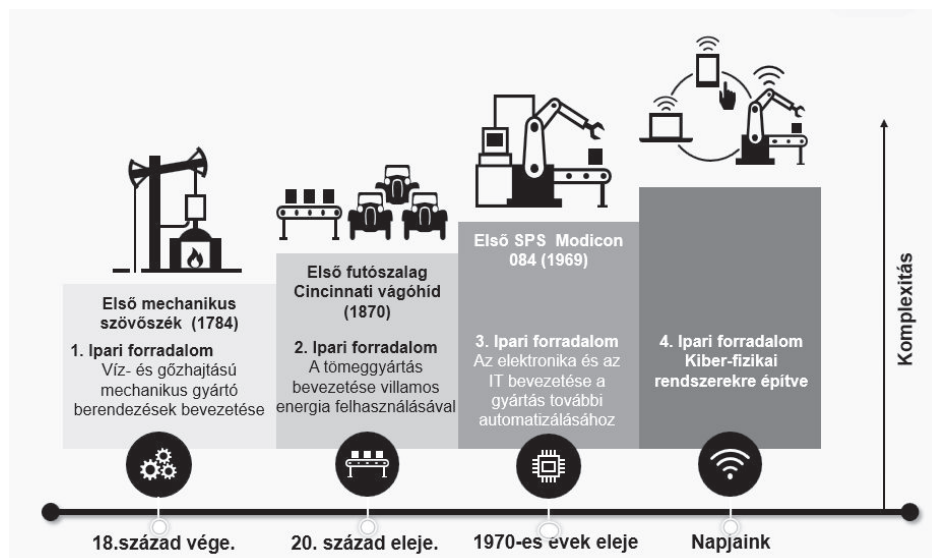 Első mechanikus
szövőszék (1784)
1. Ipari forradalom
Víz- és gőzhajtású
mechanikus gyártó
berendezések bevezetése
Első futószalag
Cincinnati vágóhíd
(1870)
2. Ipari forradalom
A tömeggyártás
bevezetése villamos
energia felhasználásával
Első SPS Modicon
084 (1969)
3. Ipari forradalom
Az elektronika és az
IT bevezetése a
gyártás további
automatizálásához
4. Ipari forradalom
Kiber-fizikai
rendszerekre építve
Komplexitás
18.század vége.
20. század eleje.
1970-es évek eleje
Napjaink